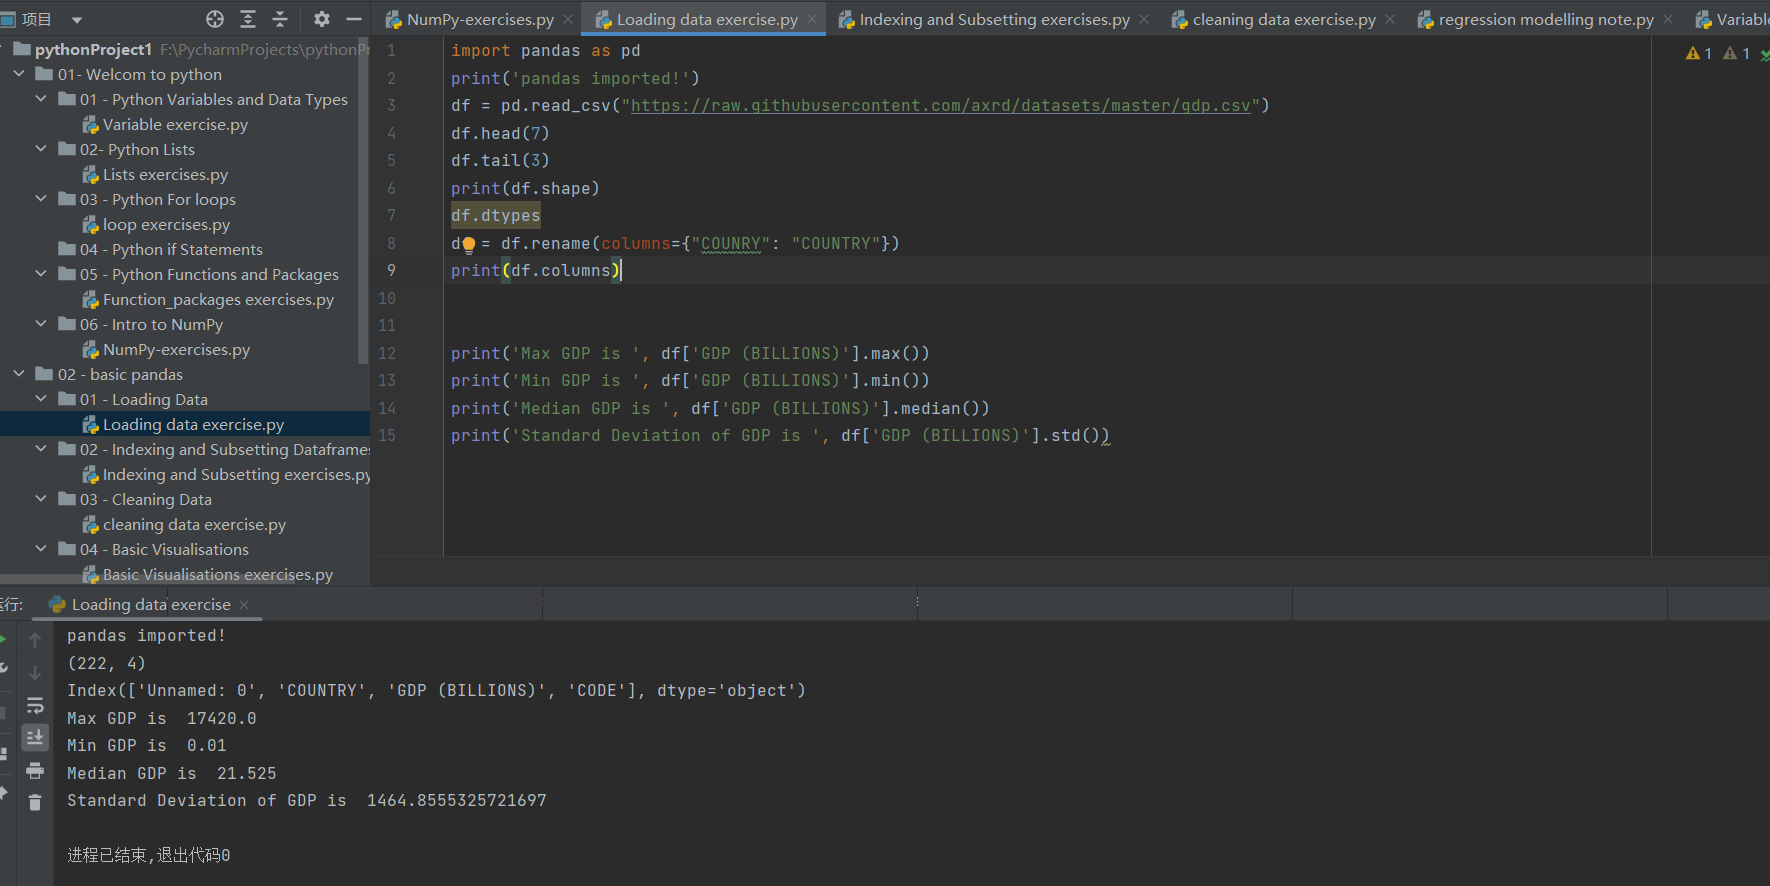 项目
NumPy-exercises.py
Loading data exercise.py
Indexing and Subsetting exercises.py
cleaning data exercise.py
regression modelling note.py
Variabl
pythonProject1 F:\PycharmProjects\pythonPr
01- Welcom to python
01 - Python Variables and Data Types
Variable exercise.py
02- Python Lists
Lists exercises.py
03 - Python For loops
loop exercises.py
04 - Python if Statements
05 - Python Functions and Packages
Function_packages exercises.py
06 - Intro to NumPy
NumPy-exercises.py
02 - basic pandas
01 - Loading Data
Loading data exercise.py
02 - Indexing and Subsetting Dataframes
Indexing and Subsetting exercises.py
03 - Cleaning Data
cleaning data exercise.py
04 - Basic Visualisations
Basic Visualisations exercises.py
1 import pandas as pd
2 print('pandas imported!')
3 df = pd.read_csv("https://raw.githubusercontent.com/axrd/datasets/master/gdp.csv")
4 df.head(7)
5 df.tail(3)
6 print(df.shape)
7 df.dtypes
8 d = df.rename(columns={"COUNRY": "COUNTRY"})
9 print(df.columns)
10
11
12 print('Max GDP is ', df['GDP (BILLIONS)'].max())
13 print('Min GDP is ', df['GDP (BILLIONS)'].min())
14 print('Median GDP is ', df['GDP (BILLIONS)'].median())
15 print('Standard Deviation of GDP is ', df['GDP (BILLIONS)'].std())
1 1
运行:
Loading data exercise
pandas imported!
(222, 4)
Index(['Unnamed: 0', 'COUNTRY', 'GDP (BILLIONS)', 'CODE'], dtype='object')
Max GDP is  17420.0
Min GDP is  0.01
Median GDP is  21.525
Standard Deviation of GDP is  1464.8555325721697
进程已结束,退出代码0